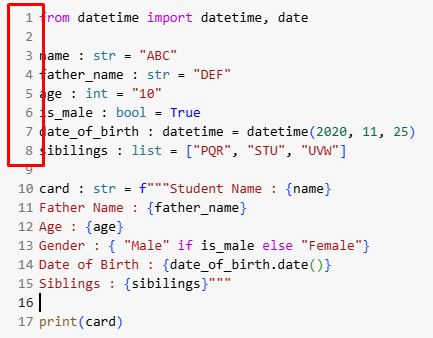 1 from datetime import datetime, date
2
3 name : str = "ABC"
4 father_name : str = "DEF"
5 age : int = "10"
6 is_male : bool = True
7 date_of_birth : datetime = datetime(2020, 11, 25)
8 sibilings : list = ["PQR", "STU", "UVW"]
9
10 card : str = f"""Student Name : {name}
11 Father Name : {father_name}
12 Age : {age}
13 Gender : { "Male" if is_male else "Female"}
14 Date of Birth : {date_of_birth.date()}
15 Siblings : {sibilings}"""
16
17 print(card)